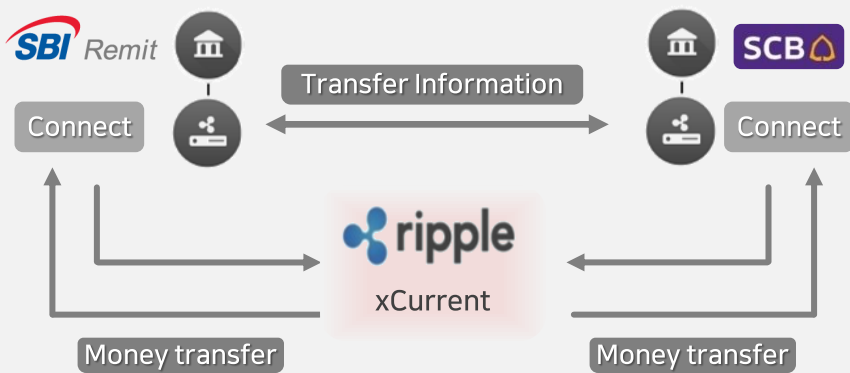 SBI Remit
SCB
Transfer Information
Connect
Connect
ripple
xCurrent
Money transfer
Money transfer